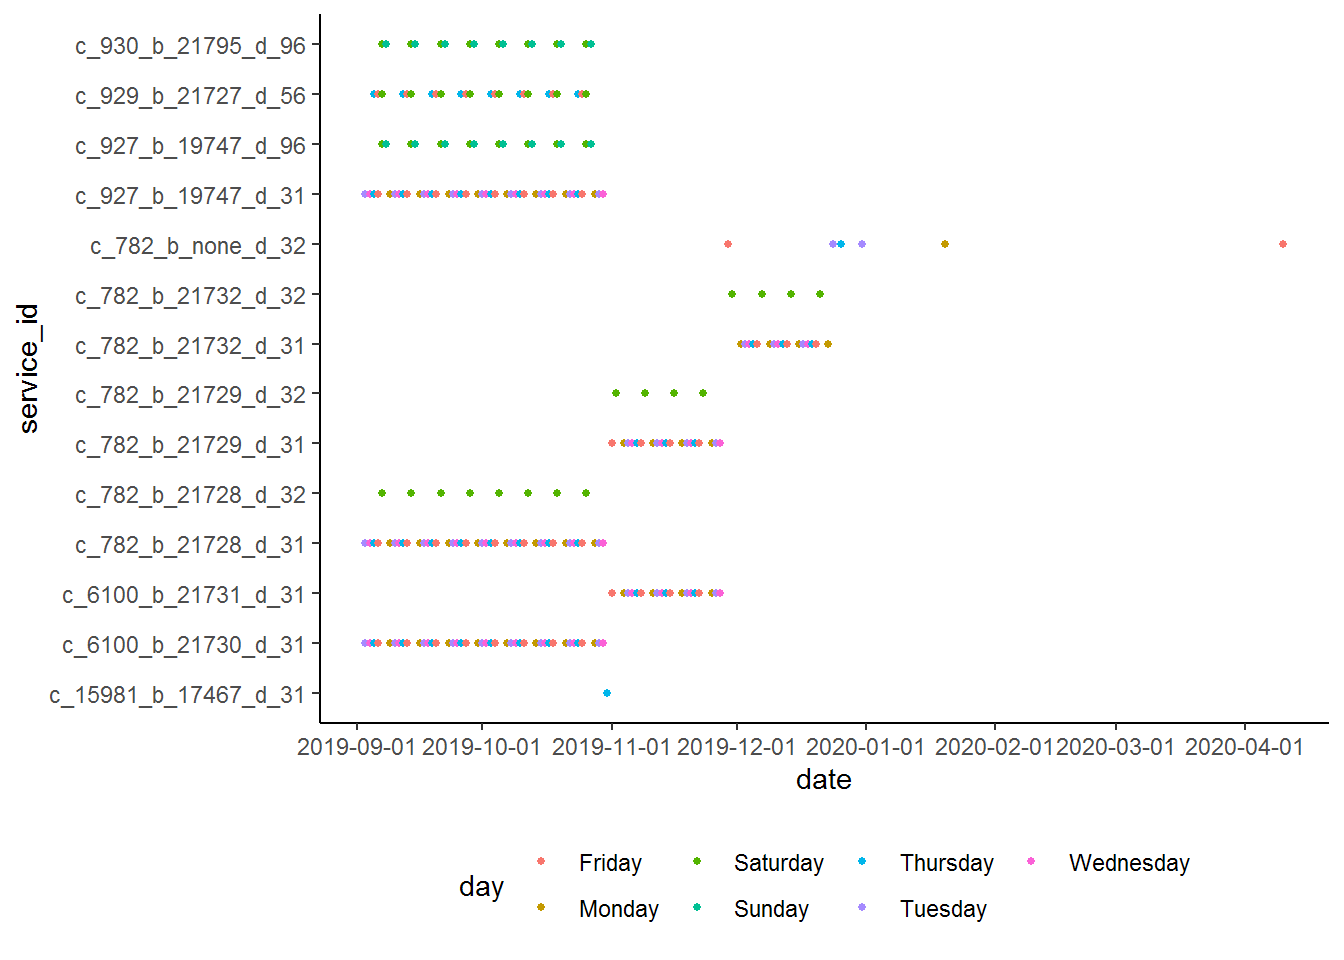 c_930_b_21795_d_96
c_929_b_21727_d_56
c_927_b_19747_d_96
c_927_b_19747_d_31
c_782_b_none_d_32
c_782_b_21732_d_32
c_782_b_21732_d_31
c_782_b_21729_d_32
c_782_b_21729_d_31
c_782_b_21728_d_32
c_782_b_21728_d_31
c_6100_b_21731_d_31
c_6100_b_21730_d_31
c_15981_b_17467_d_31
service_id
2019-09-01 2019-10-01 2019-11-01 2019-12-01 2020-01-01 2020-02-01 2020-03-01 2020-04-01
date
day
Friday Saturday Thursday Wednesday
Monday Sunday Tuesday